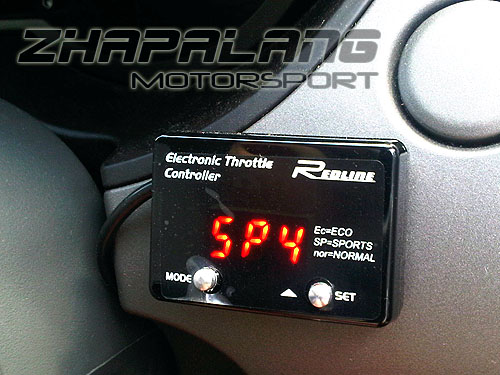 ZHAPALANG
MOTORSPORT
Electronic Throttle
Controller
REDLINE
SP4
Ec=ECO
SP=SPORTS
nor=NORMAL
MODE
SET